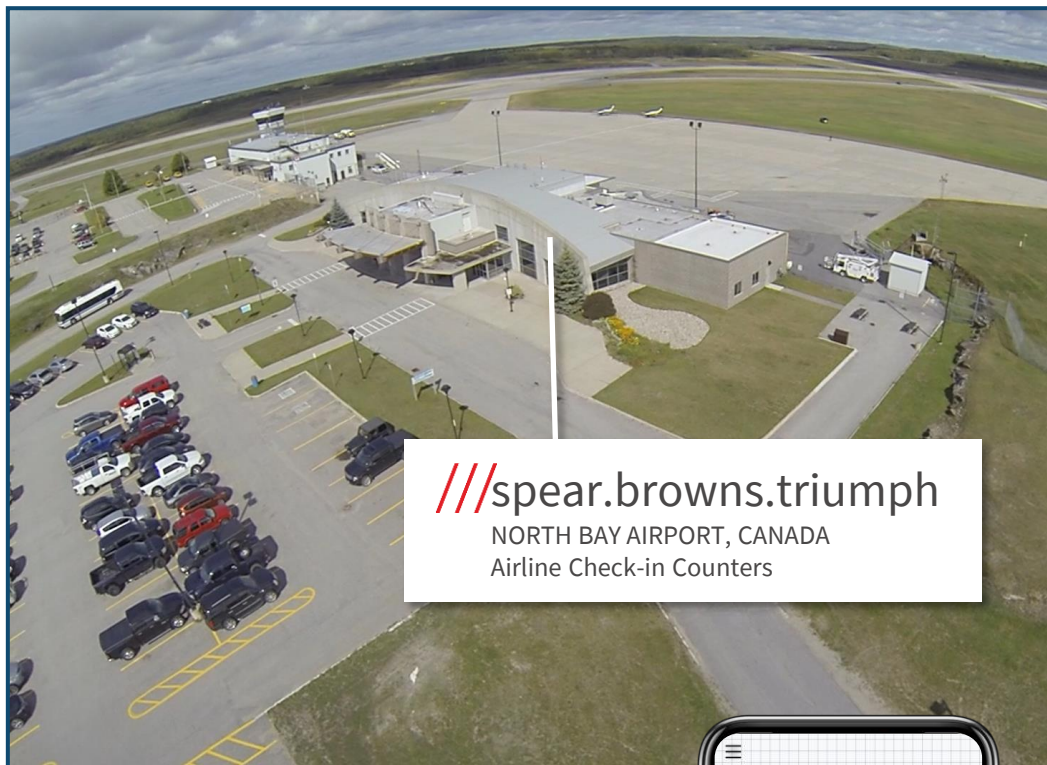 ///spear.browns.triumph
NORTH BAY AIRPORT, CANADA
Airline Check-in Counters